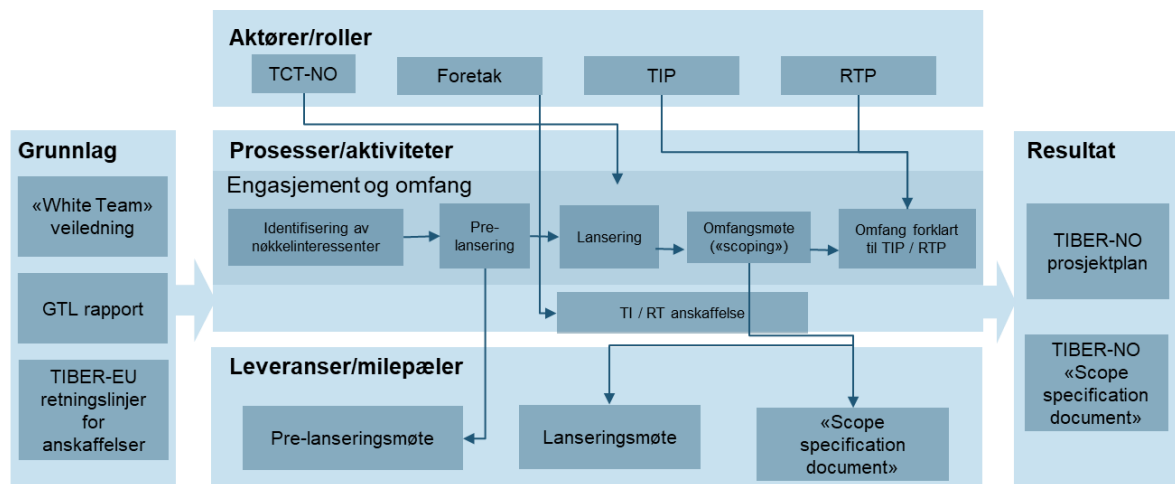 Aktører/roller
TCT-NO
Foretak
TIP
RTP
Grunnlag
«White Team»
veiledning
GTL rapport
TIBER-EU
retningslinjer
for
anskaffelser
Prosesser/aktiviteter
Engasjement og omfang
Identifisering av
nøkkelinteressenter
Pre-
lansering
Lansering
Omfangsmøte
(«scoping»)
Omfang forklart
til TIP / RTP
TI / RT anskaffelse
Leveranser/milepæler
Pre-lanseringsmøte
Lanseringsmøte
«Scope
specification
document»
Resultat
TIBER-NO
prosjektplan
TIBER-NO
«Scope
specification
document»